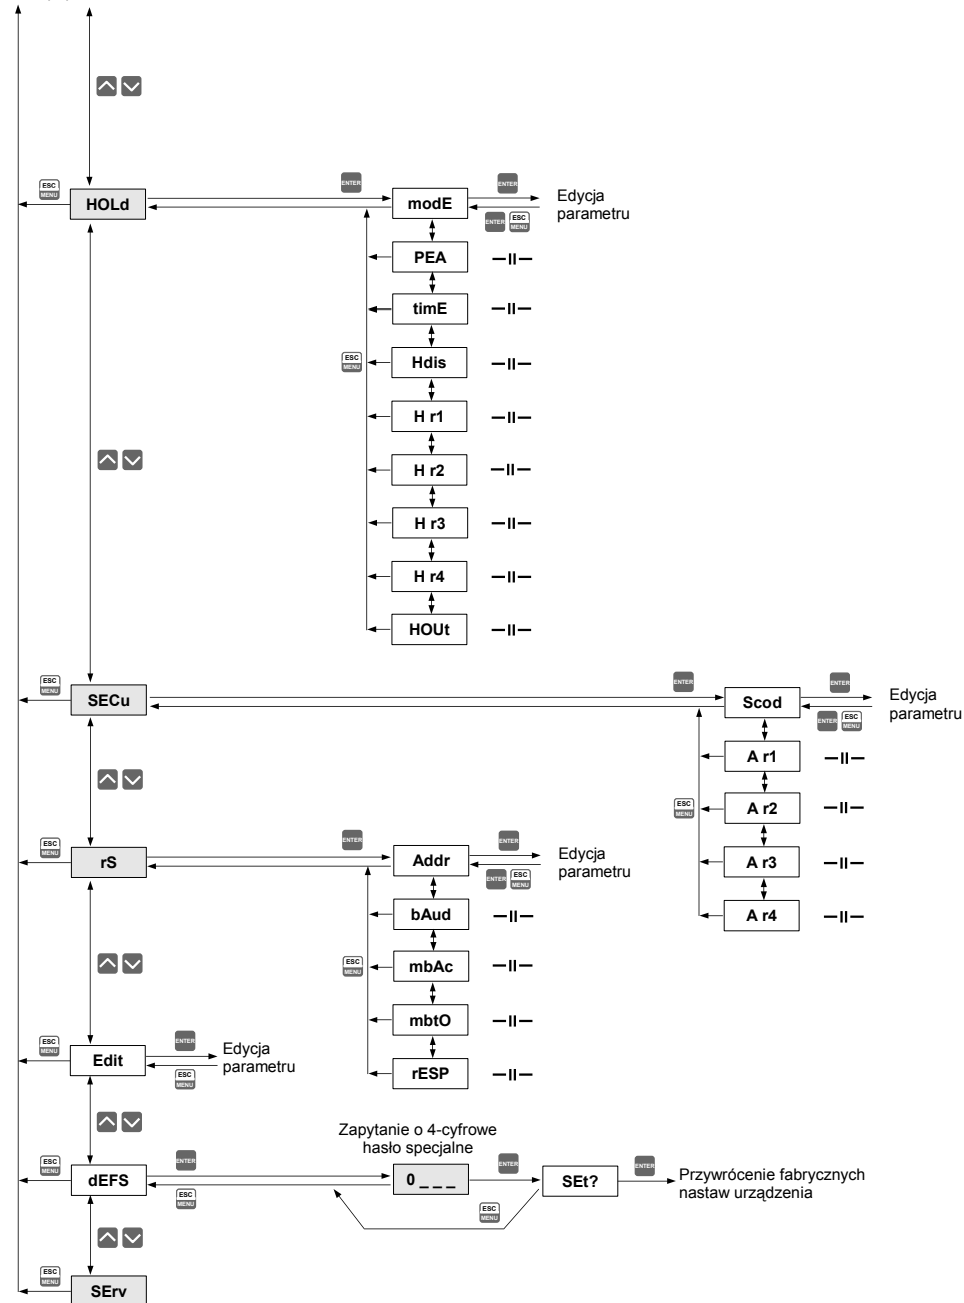 ESC
MENU
HOLd
ENTER
modE
ENTER
ENTER
ESC
MENU
Edycja
parametru
PEA
—II—
timE
—II—
ESC
MENU
Hdis
—II—
H r1
—II—
H r2
—II—
H r3
—II—
H r4
—II—
HOUt
—II—
ESC
MENU
SECu
ENTER
Scod
ENTER
ENTER
ESC
MENU
Edycja
parametru
A r1
—II—
ESC
MENU
A r2
—II—
A r3
—II—
A r4
—II—
ESC
MENU
rS
ENTER
Addr
ENTER
ENTER
ESC
MENU
Edycja
parametru
bAud
—II—
ESC
MENU
mbAc
—II—
mbtO
—II—
rESP
—II—
ESC
MENU
Edit
ENTER
ESC
MENU
Edycja
parametru
Zapytanie o 4-cyfrowe
hasło specjalne
ESC
MENU
dEFS
ENTER
ESC
MENU
0 _ _ _
ENTER
ESC
MENU
SEt?
ENTER
Przywrócenie fabrycznych
nastaw urządzenia
ESC
MENU
SErv